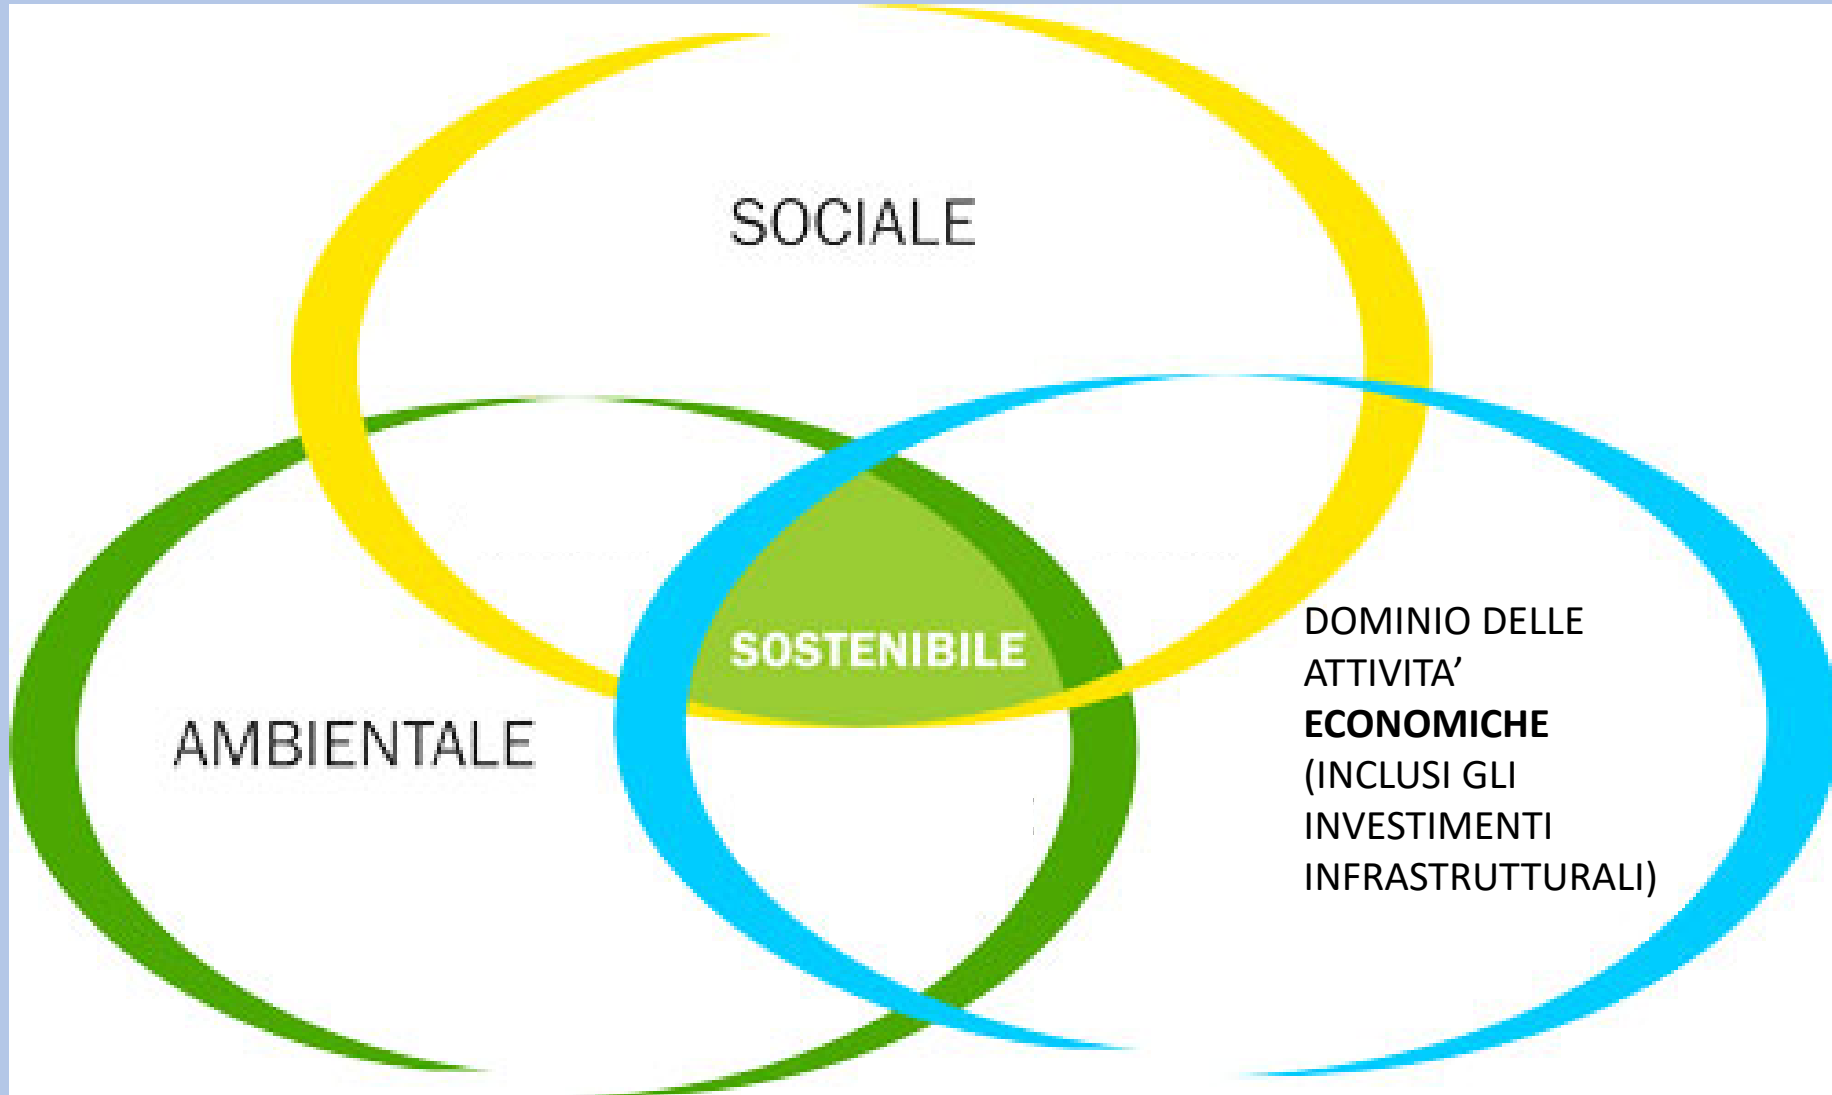 SOCIALE
SOSTENIBILE
AMBIENTALE
DOMINIO DELLE
ATTIVITA’
ECONOMICHE
(INCLUSI GLI
INVESTIMENTI
INFRASTRUTTURALI)